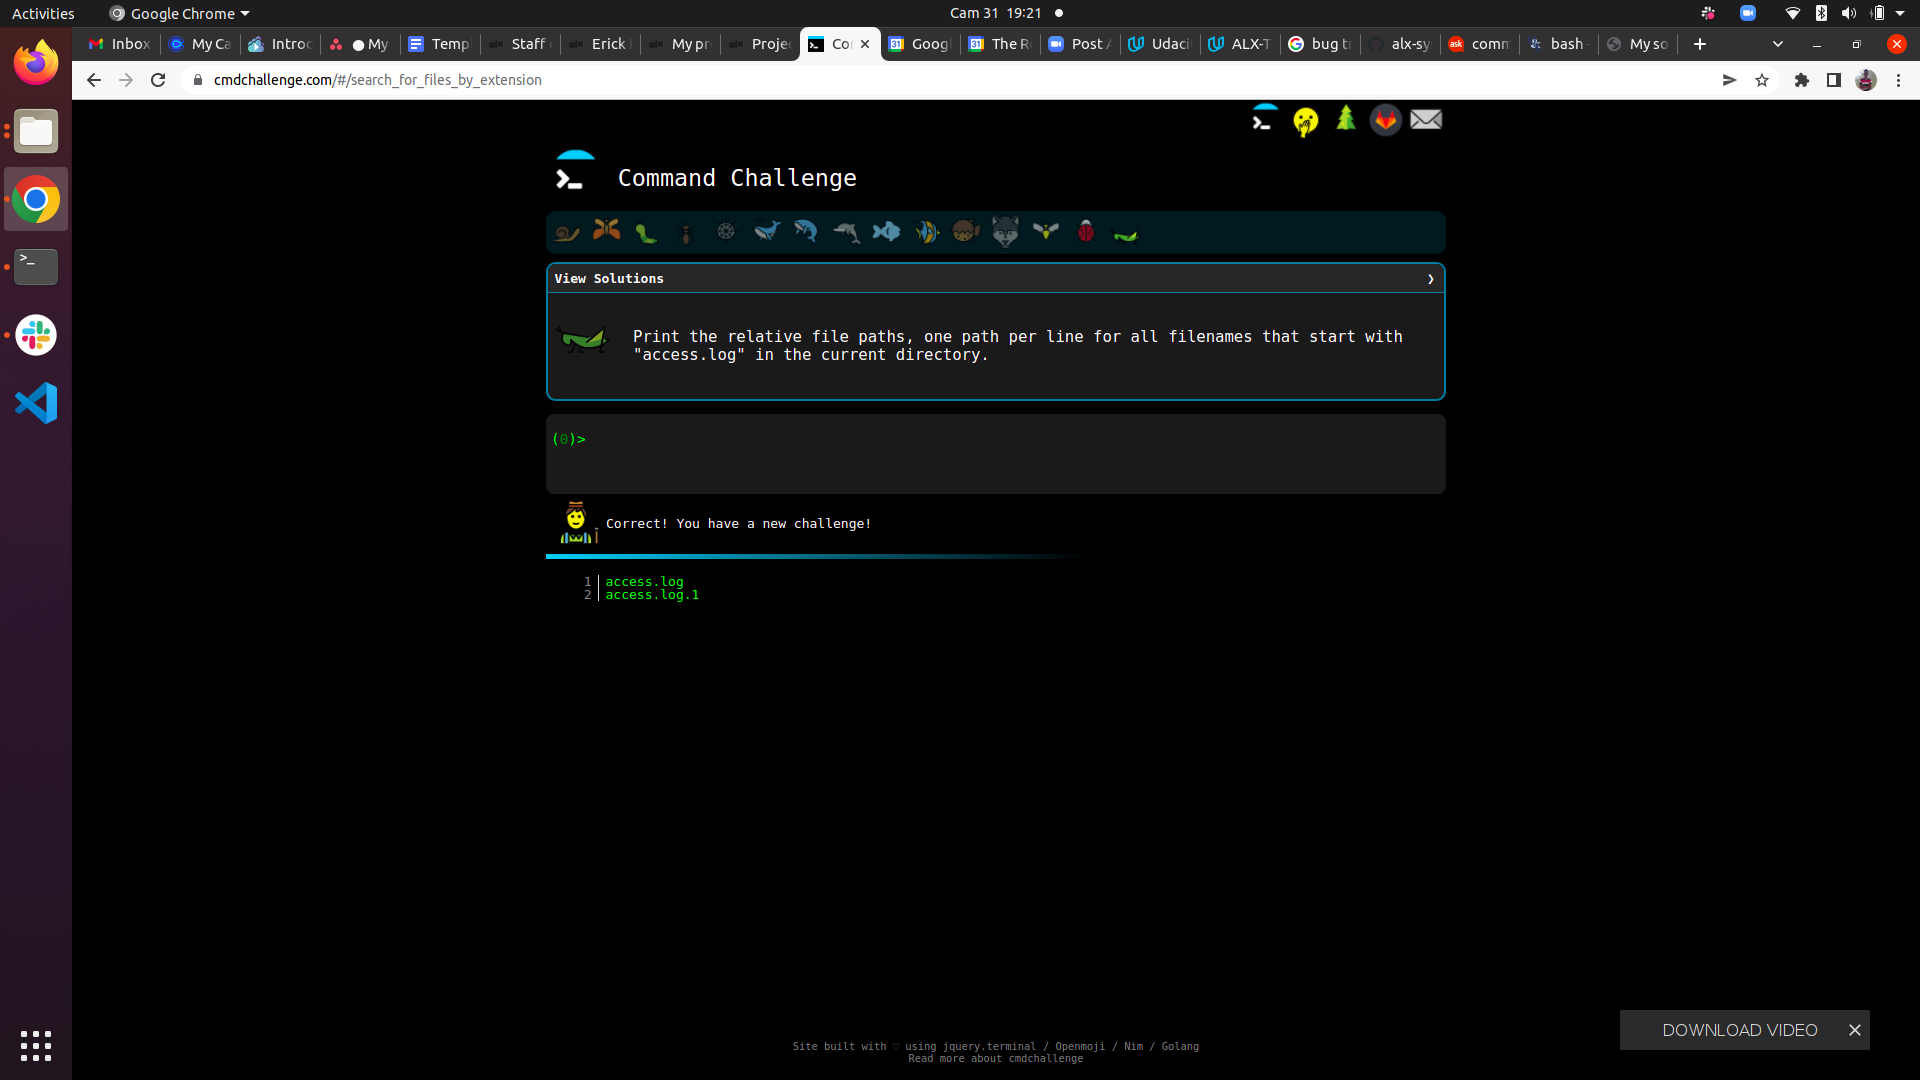 Activities
Google Chrome
Cam 31 19:21
Inbox
My Ca
Introd
My
Temp
Staff
Erick
My pr
Projec
Co
Goog
The R
Post A
Udaci
ALX-T
bug tr
alx-sy
comm
bash
My so
cmdchallenge.com/#/search_for_files_by_extension
Command Challenge
View Solutions
Print the relative file paths, one path per line for all filenames that start with
"access.log" in the current directory.
(0)>
Correct! You have a new challenge!
1 access.log
2 access.log.1
DOWNLOAD VIDEO
Site built with ♡ using jquery.terminal / Openmoji / Nim / Golang
Read more about cmdchallenge